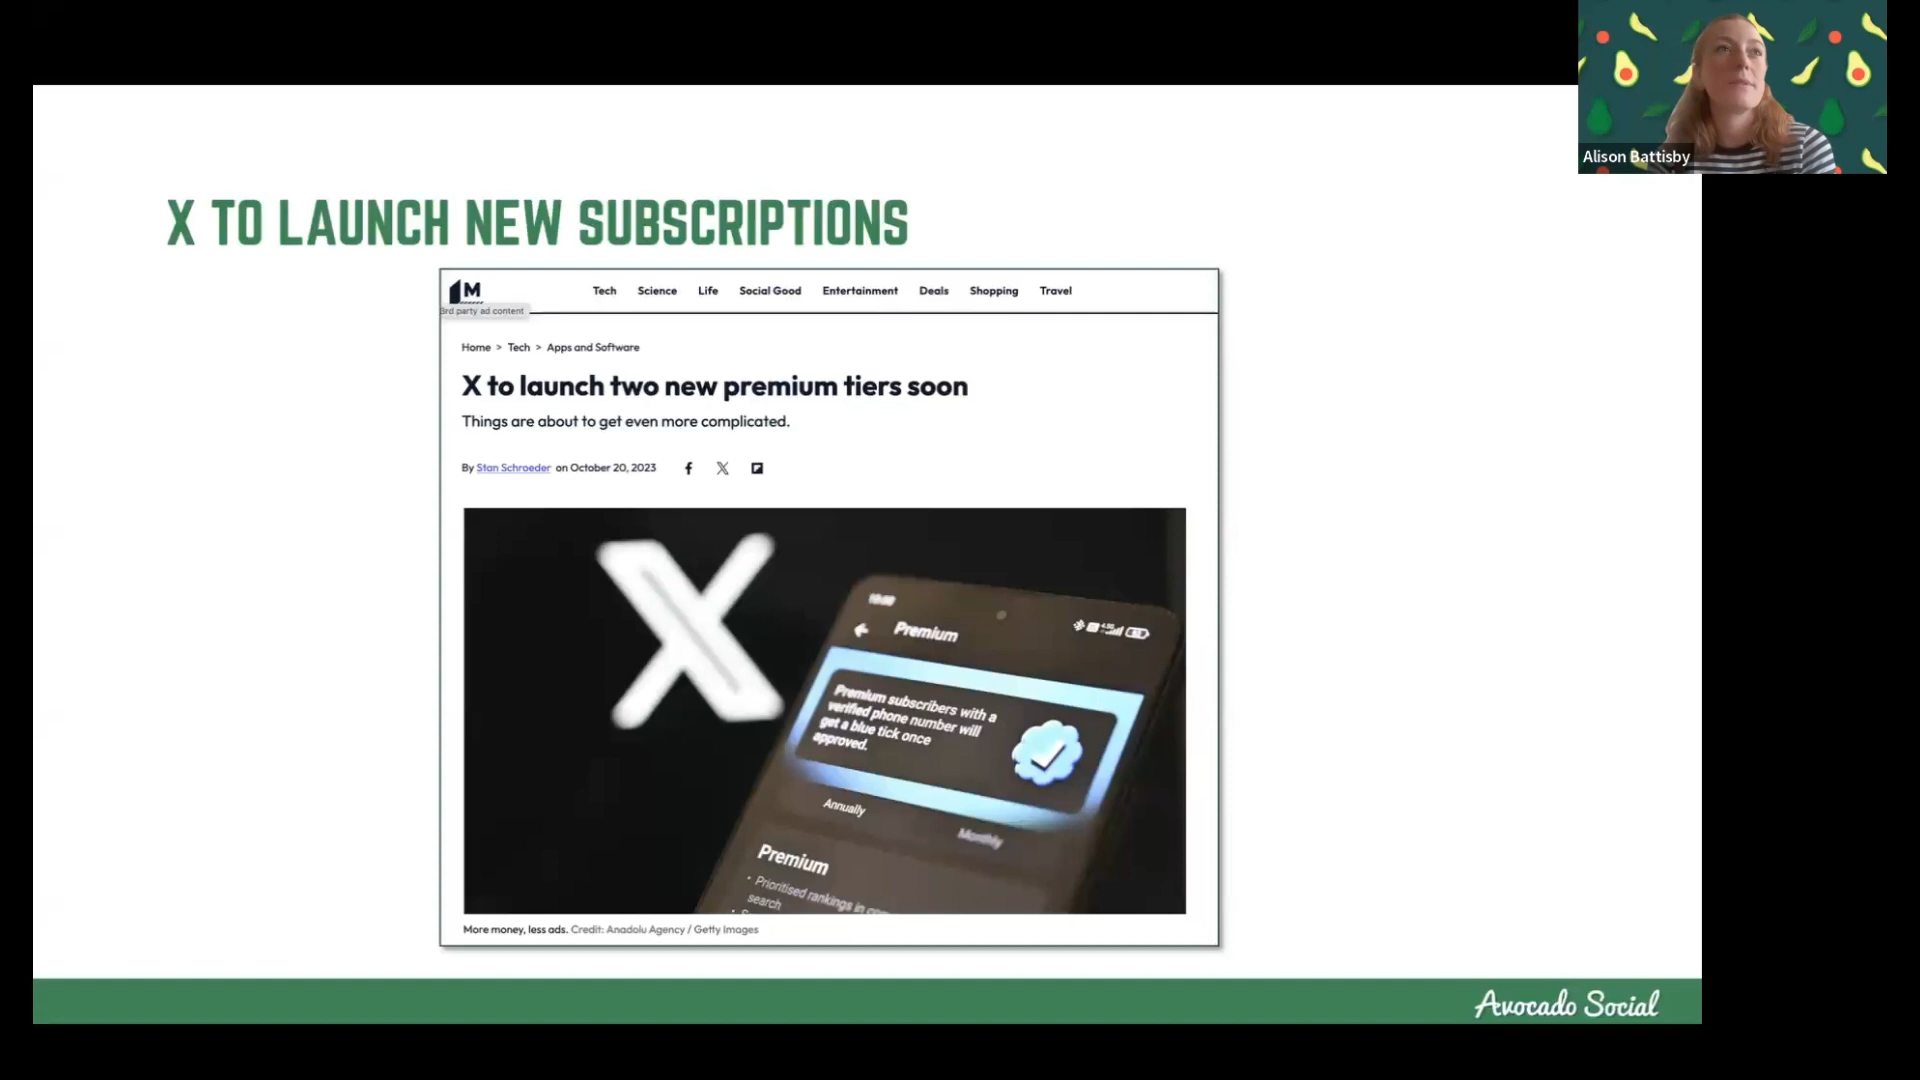 Alison Battisby
X TO LAUNCH NEW SUBSCRIPTIONS
M
Tech Science Life Social Good Entertainment Deals Shopping Travel
3rd party ad content
Home > Tech > Apps and Software
X to launch two new premium tiers soon
Things are about to get even more complicated.
By Stan Schroeder on October 20, 2023
X
Premium
Premium subscribers with a
verified phone number will
get a blue tick once
approved.
Annually
Monthly
Premium
• Prioritised rankings in
search
More money, less ads. Credit: Anadolu Agency / Getty Images
Avocado Social